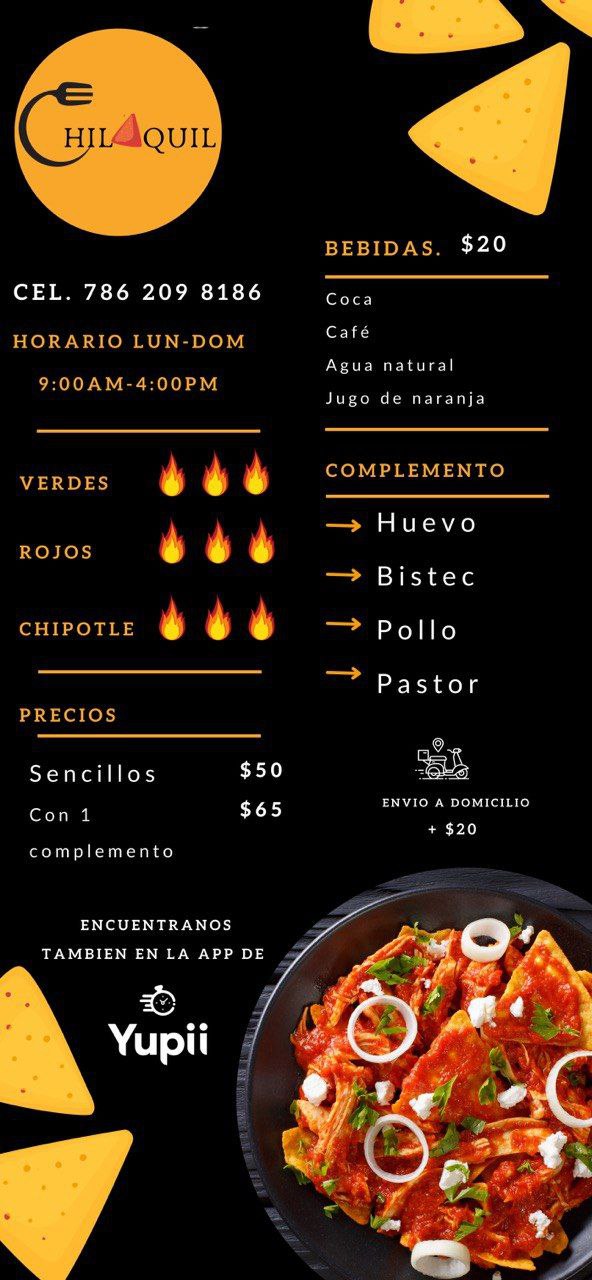 CHILAQUIL
CEL. 786 209 8186
HORARIO LUN-DOM
9:00AM-4:00PM
VERDES
ROJOS
CHIPOTLE
PRECIOS
Sencillos $50
Con 1 $65
complemento
ENCUENTRANOS
TAMBIEN EN LA APP DE
Yupii
BEBIDAS. $20
Coca
Café
Agua natural
Jugo de naranja
COMPLEMENTO
Huevo
Bistec
Pollo
Pastor
ENVIO A DOMICILIO
+ $20